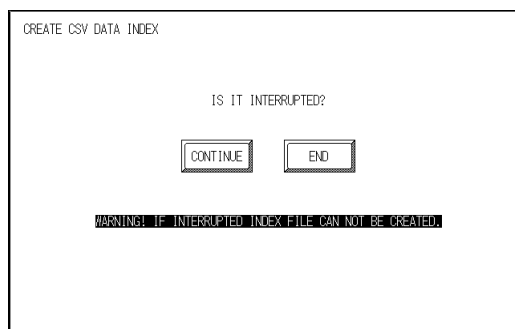 CREATE CSV DATA INDEX
IS IT INTERRUPTED?
CONTINUE END
WARNING! IF INTERRUPTED INDEX FILE CAN NOT BE CREATED.